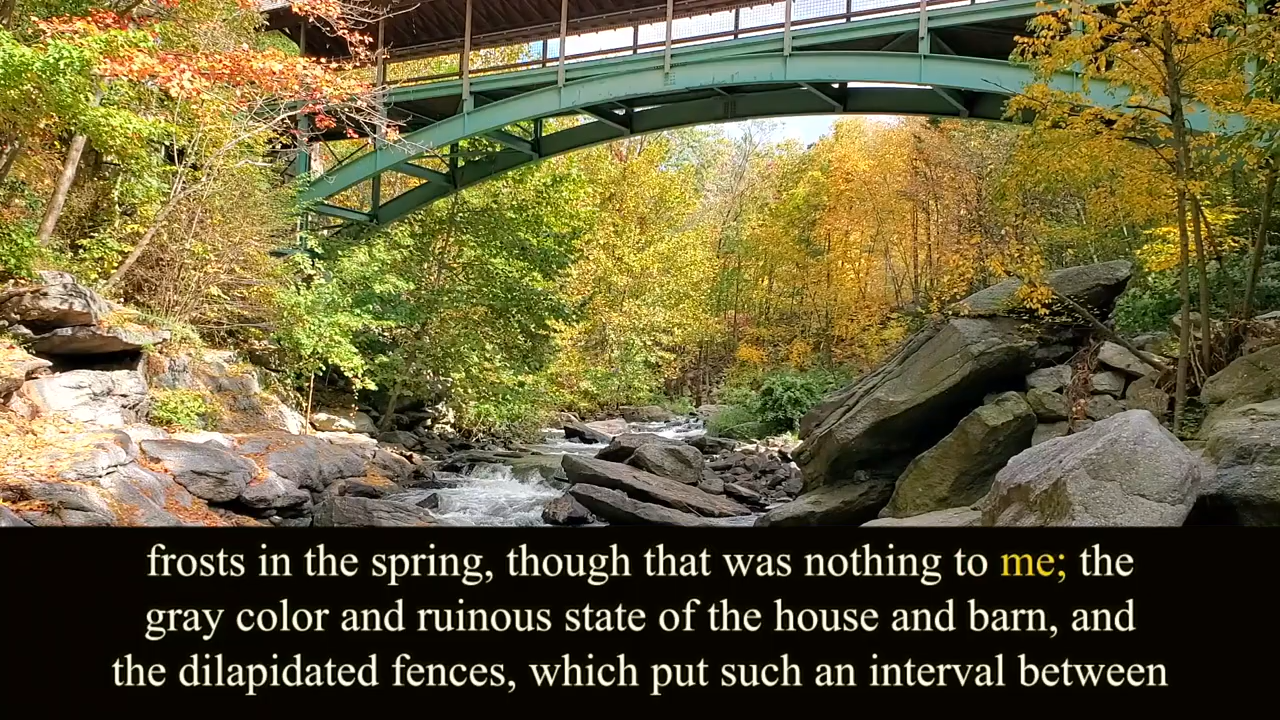 frosts in the spring, though that was nothing to me; the
gray color and ruinous state of the house and barn, and
the dilapidated fences, which put such an interval between